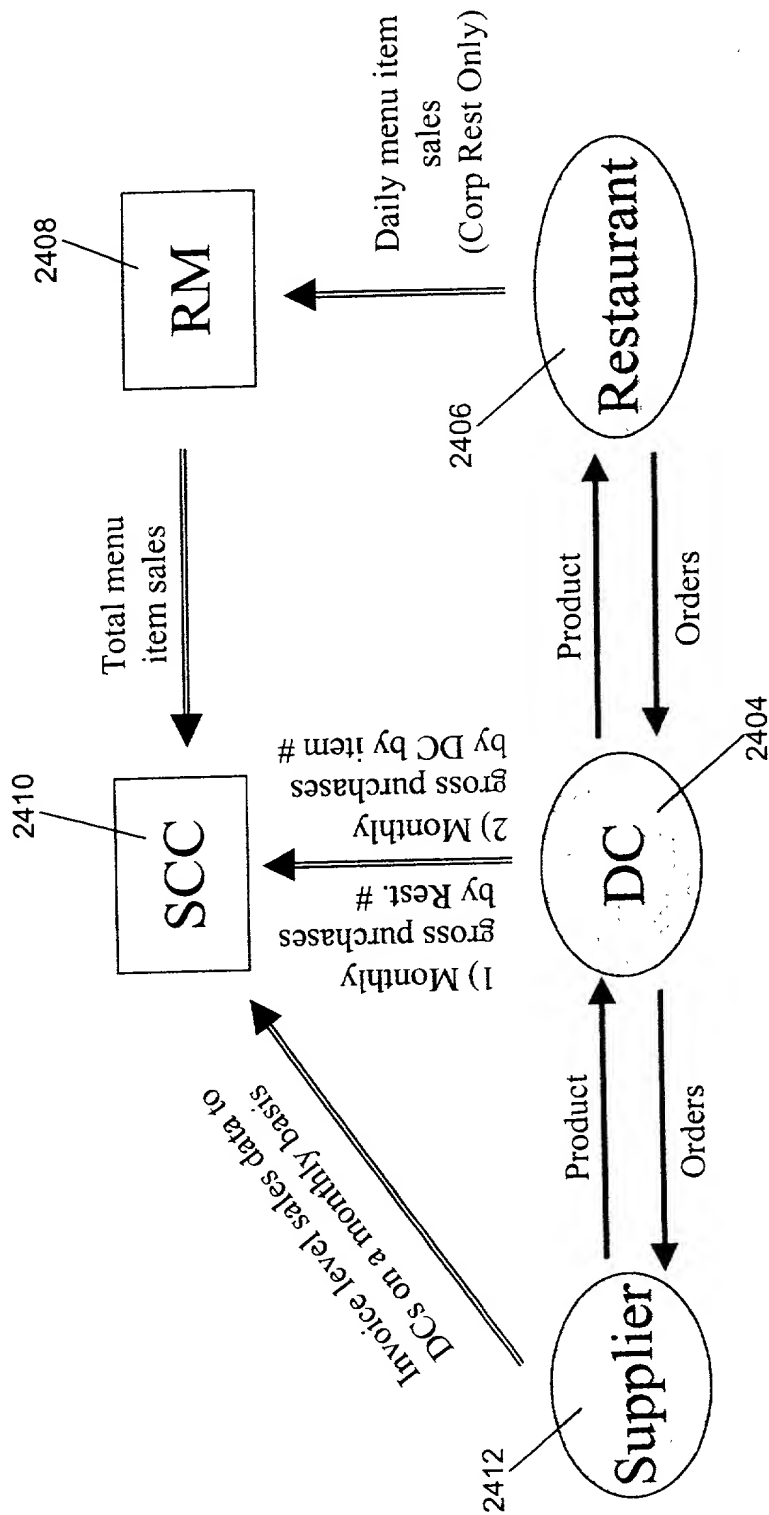 2408
RM
Daily menu item
sales
(Corp Rest Only)
2406
Restaurant
Total menu
item sales
2410
SCC
1) Monthly
gross purchases
by Rest. #
2) Monthly
gross purchases
by DC by item #
Product
Orders
DC
2404
Invoice level sales data to
DCs on a monthly basis
Product
Orders
Supplier
2412